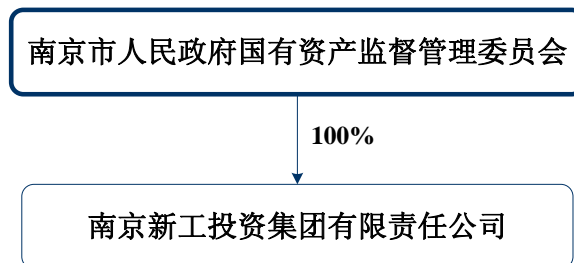 南京市人民政府国有资产监督管理委员会
100%
南京新工投资集团有限责任公司